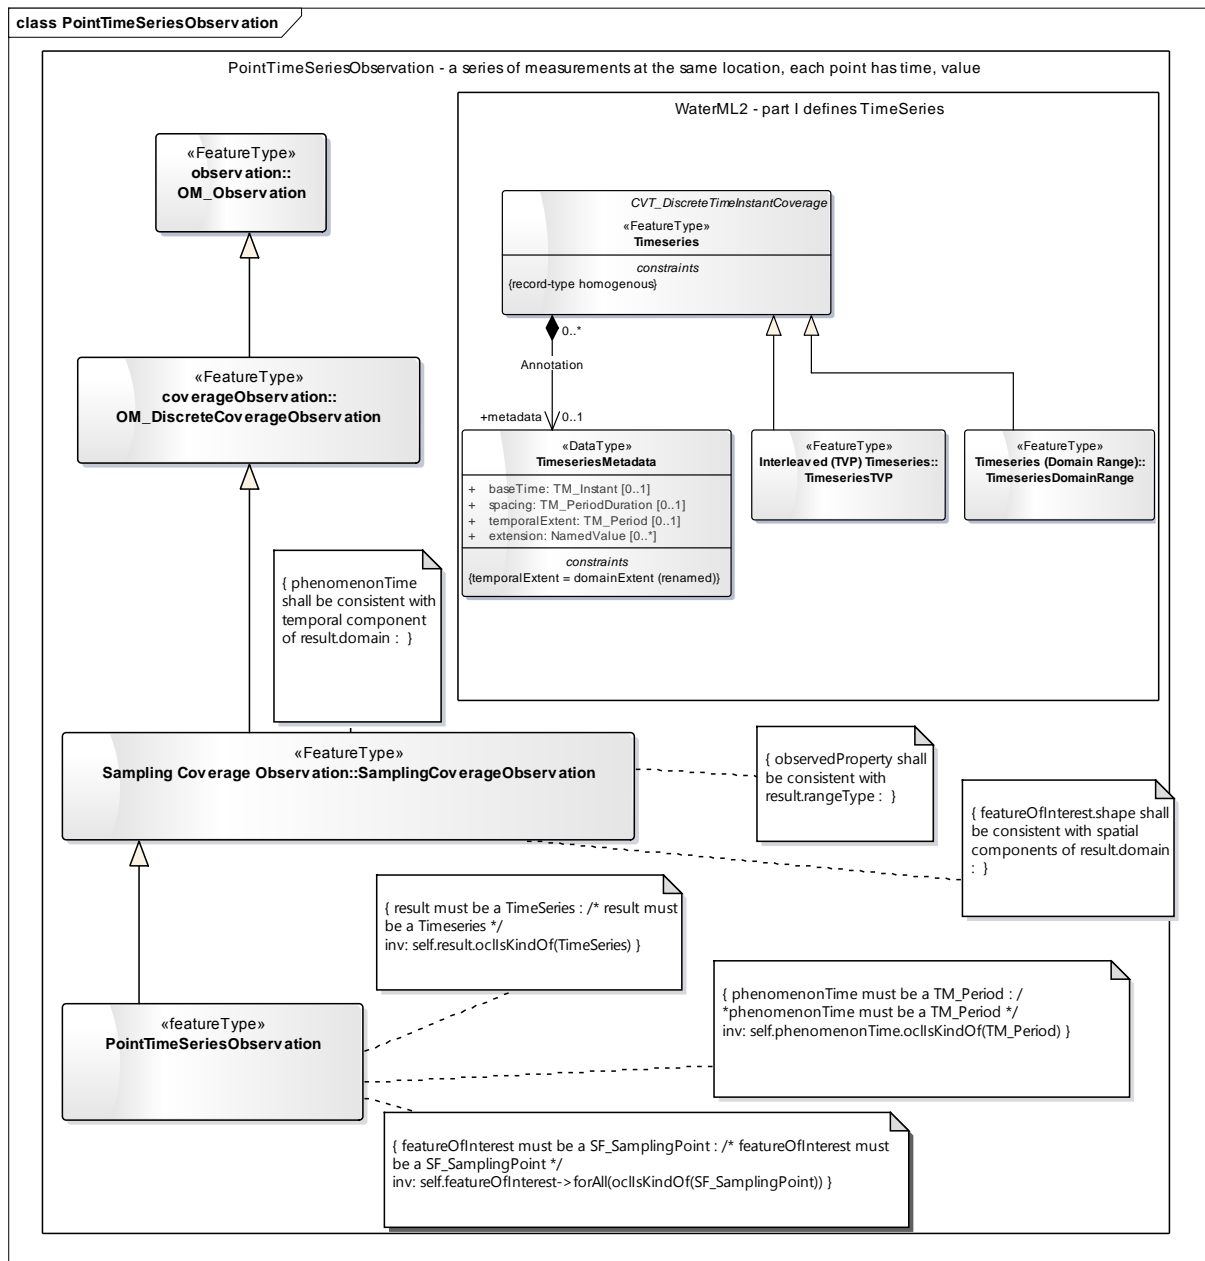 class PointTimeSeriesObservation
PointTimeSeriesObservation - a series of measurements at the same location, each point has time, value
WaterML2 - part I defines TimeSeries
«FeatureType»
observation::
OM_Observation
CVT_DiscreteTimeInstantCoverage
«FeatureType»
Timeseries
constraints
{record-type homogenous}
0..*
Annotation
+metadata
0..1
«FeatureType»
coverageObservation::
OM_DiscreteCoverageObservation
«DataType»
TimeseriesMetadata
+ baseTime: TM_Instant [0..1]
+ spacing: TM_PeriodDuration [0..1]
+ temporalExtent: TM_Period [0..1]
+ extension: NamedValue [0..*]
constraints
{temporalExtent = domainExtent (renamed)}
«FeatureType»
Interleaved (TVP) Timeseries::
TimeseriesTVP
«FeatureType»
Timeseries (Domain Range)::
TimeseriesDomainRange
{ phenomenonTime
shall be consistent with
temporal component
of result.domain :  }
«FeatureType»
Sampling Coverage Observation::SamplingCoverageObservation
{ observedProperty shall
be consistent with
result.rangeType :  }
{ featureOfInterest.shape shall
be consistent with spatial
components of result.domain
:  }
{ result must be a TimeSeries : /* result must
be a Timeseries */
inv: self.result.oclIsKindOf(TimeSeries) }
{ phenomenonTime must be a TM_Period : /
*phenomenonTime must be a TM_Period */
inv: self.phenomenonTime.oclIsKindOf(TM_Period) }
«featureType»
PointTimeSeriesObservation
{ featureOfInterest must be a SF_SamplingPoint : /* featureOfInterest must
be a SF_SamplingPoint */
inv: self.featureOfInterest->forAll(oclIsKindOf(SF_SamplingPoint)) }